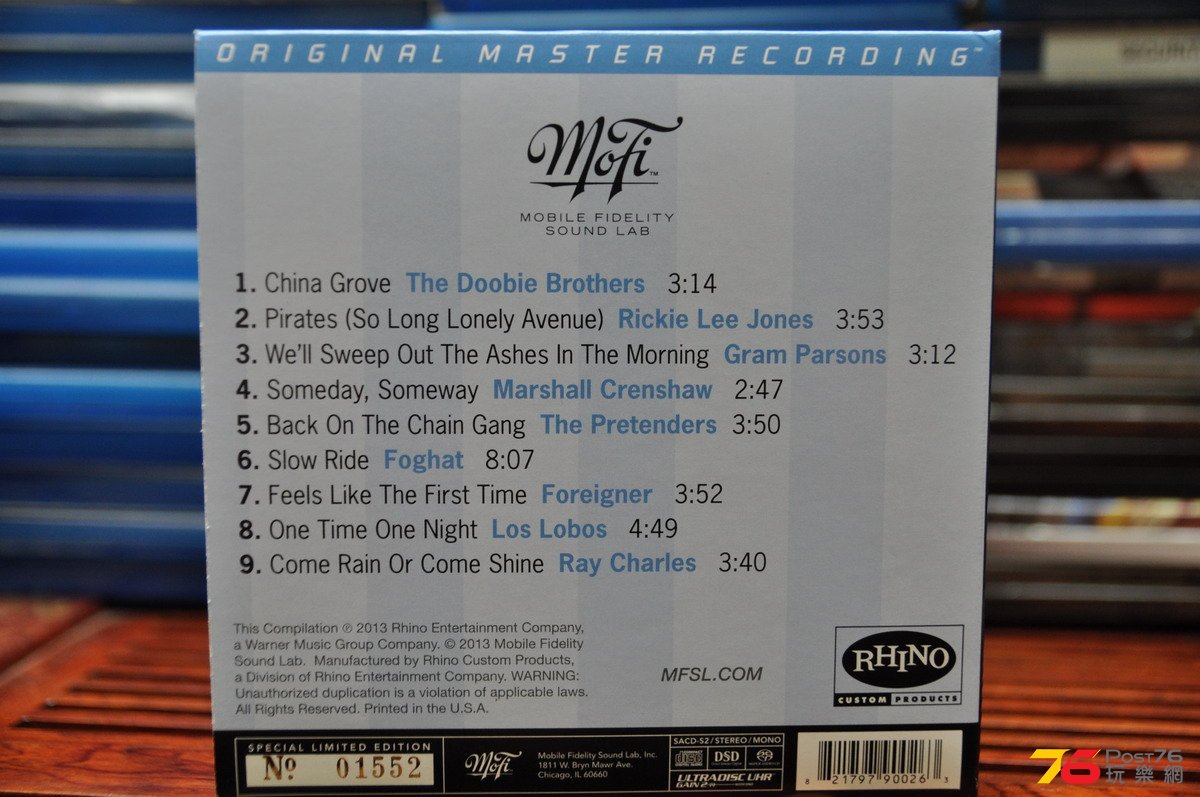 ORIGINAL MASTER RECORDING™
MoFi™
MOBILE FIDELITY
SOUND LAB
1. China Grove The Doobie Brothers 3:14
2. Pirates (So Long Lonely Avenue) Rickie Lee Jones 3:53
3. We'll Sweep Out The Ashes In The Morning Gram Parsons 3:12
4. Someday, Someway Marshall Crenshaw 2:47
5. Back On The Chain Gang The Pretenders 3:50
6. Slow Ride Foghat 8:07
7. Feels Like The First Time Foreigner 3:52
8. One Time One Night Los Lobos 4:49
9. Come Rain Or Come Shine Ray Charles 3:40
This Compilation ℗ 2013 Rhino Entertainment Company,
a Warner Music Group Company. © 2013 Mobile Fidelity
Sound Lab. Manufactured by Rhino Custom Products,
a Division of Rhino Entertainment Company. WARNING:
Unauthorized duplication is a violation of applicable laws.
All Rights Reserved. Printed in the U.S.A.
MFSL.COM
RHINO
CUSTOM PRODUCTS
SPECIAL LIMITED EDITION
Nº 01552
MoFi
Mobile Fidelity Sound Lab, Inc.
1811 W. Bryn Mawr Ave.
Chicago, IL 60660
SACD-S2/STEREO/MONO
COMPACT disc DIGITAL AUDIO
DSD
ULTRADISC UHR
GAIN 2
8 21797 90026 3
76 Post76
玩樂網